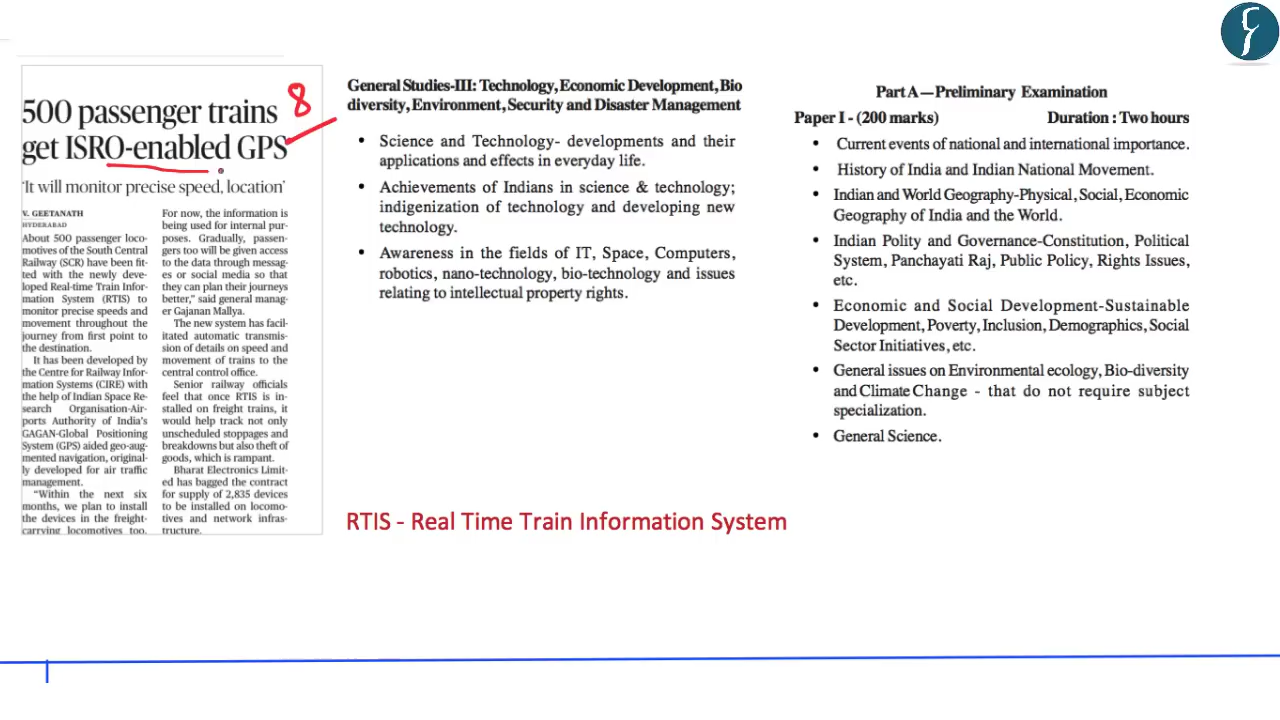 500 passenger trains
get ISRO-enabled GPS
8
‘It will monitor precise speed, location’
V. GEETANATH
HYDERABAD
About 500 passenger loco-
motives of the South Central
Railway (SCR) have been fit-
ted with the newly deve-
loped Real-time Train Infor-
mation System (RTIS) to
monitor precise speeds and
movement throughout the
journey from first point to
the destination.
It has been developed by
the Centre for Railway Infor-
mation Systems (CIRE) with
the help of Indian Space Re-
search Organisation-Air-
ports Authority of India’s
GAGAN-Global Positioning
System (GPS) aided geo-aug-
mented navigation, original-
ly developed for air traffic
management.
“Within the next six
months, we plan to install
the devices in the freight-
carrying locomotives too.
For now, the information is
being used for internal pur-
poses. Gradually, passen-
gers too will be given access
to the data through messag-
es or social media so that
they can plan their journeys
better,” said general manag-
er Gajanan Mallya.
The new system has facil-
itated automatic transmis-
sion of details on speed and
movement of trains to the
central control office.
Senior railway officials
feel that once RTIS is in-
stalled on freight trains, it
would help track not only
unscheduled stoppages and
breakdowns but also theft of
goods, which is rampant.
Bharat Electronics Limit-
ed has bagged the contract
for supply of 2,835 devices
to be installed on locomo-
tives and network infras-
tructure.
General Studies-III: Technology, Economic Development, Bio
diversity, Environment, Security and Disaster Management
• Science and Technology- developments and their
applications and effects in everyday life.
• Achievements of Indians in science & technology;
indigenization of technology and developing new
technology.
• Awareness in the fields of IT, Space, Computers,
robotics, nano-technology, bio-technology and issues
relating to intellectual property rights.
RTIS - Real Time Train Information System
Part A—Preliminary Examination
Paper I - (200 marks) Duration : Two hours
• Current events of national and international importance.
• History of India and Indian National Movement.
• Indian and World Geography-Physical, Social, Economic
Geography of India and the World.
• Indian Polity and Governance-Constitution, Political
System, Panchayati Raj, Public Policy, Rights Issues,
etc.
• Economic and Social Development-Sustainable
Development, Poverty, Inclusion, Demographics, Social
Sector Initiatives, etc.
• General issues on Environmental ecology, Bio-diversity
and Climate Change - that do not require subject
specialization.
• General Science.